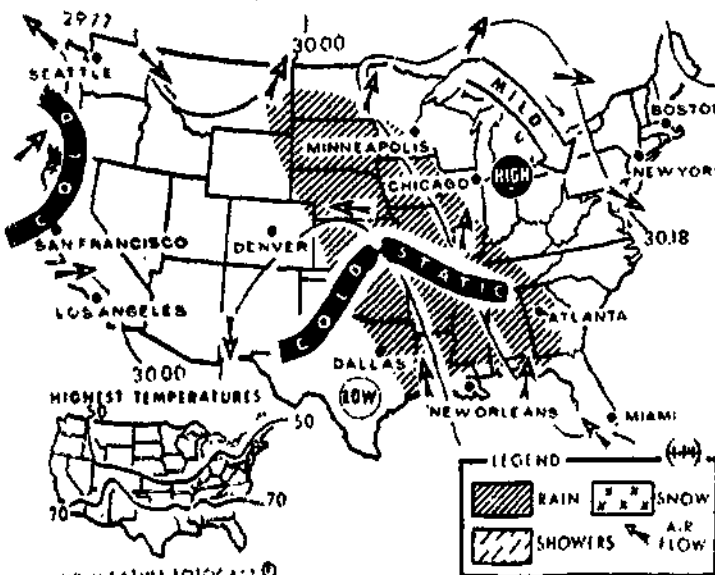 29.77
30.00
SEATTLE
COLD
MILD
BOSTON
MINNEAPOLIS
NEW YORK
CHICAGO
HIGH
SAN FRANCISCO
DENVER
30.18
STATIC
COLD
LOS ANGELES
ATLANTA
DALLAS
30.00
LOW
NEW ORLEANS
MIAMI
HIGHEST TEMPERATURES
50
50
70
70
LEGEND
RAIN
SNOW
SHOWERS
AIR
FLOW
FOTOCAST